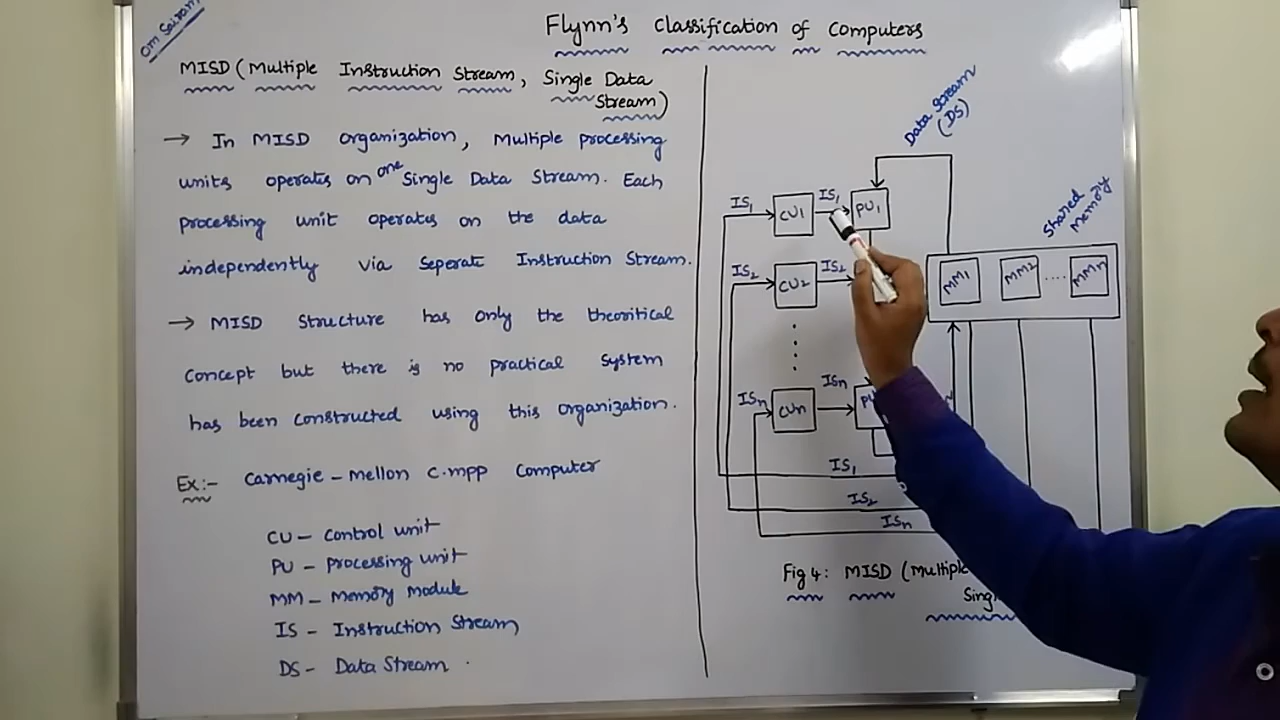 Om Sairam
Flynn's Classification of Computers
MISD (Multiple Instruction Stream, Single Data
Stream)
→ In MISD organization, Multiple processing
units operates on one Single Data Stream. Each
processing unit operates on the data
independently via Seperate Instruction Stream.
→ MISD Structure has only the theoritical
concept but there is no practical system
has been constructed using this organization.
Ex:- Carnegie - mellon C.mpp Computer
CU - Control unit
PU - Processing unit
MM - Memory Module
IS - Instruction Stream
DS - Data Stream
Data Stream
(DS)
Shared
Memory
IS1 CU1 IS1 PU1
MM1 MM2 .... MMn
IS2 CU2 IS2
ISn CUn ISn
IS1
IS2
ISn
Fig 4: MISD (Multiple